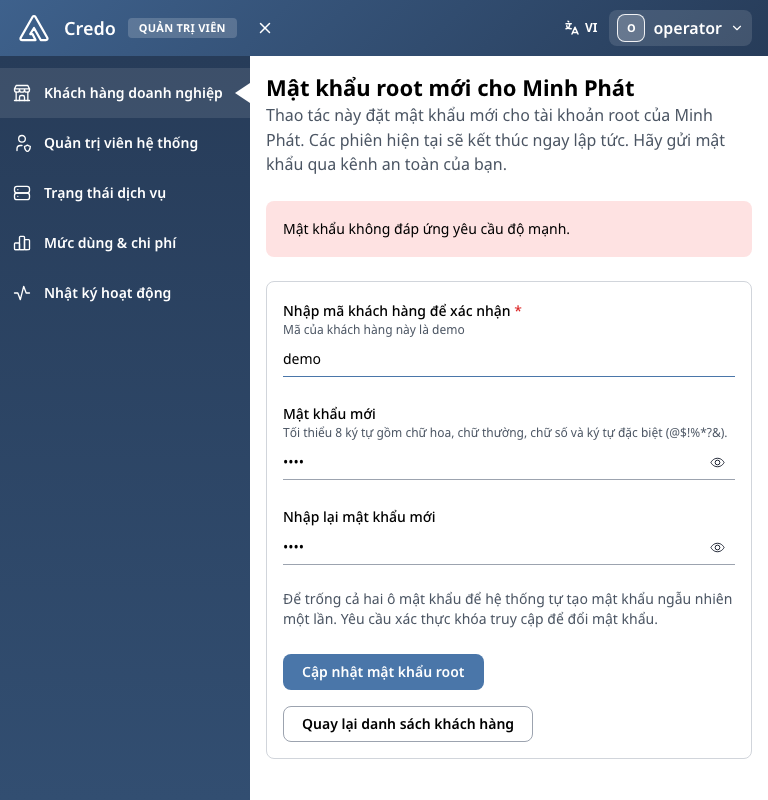 Credo
QUẢN TRỊ VIÊN
VI
O
operator
Khách hàng doanh nghiệp
Quản trị viên hệ thống
Trạng thái dịch vụ
Mức dùng & chi phí
Nhật ký hoạt động
Mật khẩu root mới cho Minh Phát
Thao tác này đặt mật khẩu mới cho tài khoản root của Minh
Phát. Các phiên hiện tại sẽ kết thúc ngay lập tức. Hãy gửi mật
khẩu qua kênh an toàn của bạn.
Mật khẩu không đáp ứng yêu cầu độ mạnh.
Nhập mã khách hàng để xác nhận *
Mã của khách hàng này là demo
demo
Mật khẩu mới
Tối thiểu 8 ký tự gồm chữ hoa, chữ thường, chữ số và ký tự đặc biệt (@$!%*?&).
••••
Nhập lại mật khẩu mới
••••
Để trống cả hai ô mật khẩu để hệ thống tự tạo mật khẩu ngẫu nhiên
một lần. Yêu cầu xác thực khóa truy cập để đổi mật khẩu.
Cập nhật mật khẩu root
Quay lại danh sách khách hàng